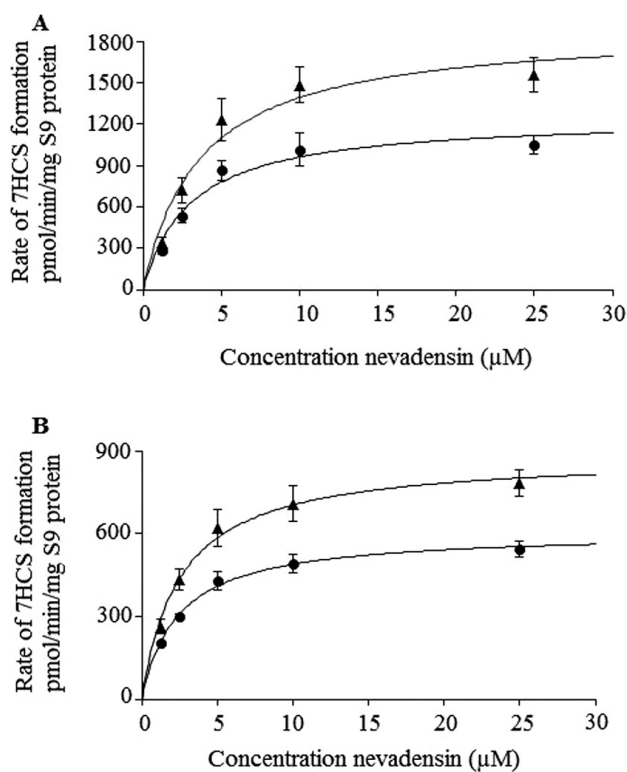 A
Rate of 7HCS formation
pmol/min/mg S9 protein
1800
1500
1200
900
600
300
0
0 5 10 15 20 25 30
Concentration nevadensin (µM)
B
Rate of 7HCS formation
pmol/min/mg S9 protein
900
600
300
0
0 5 10 15 20 25 30
Concentration nevadensin (µM)